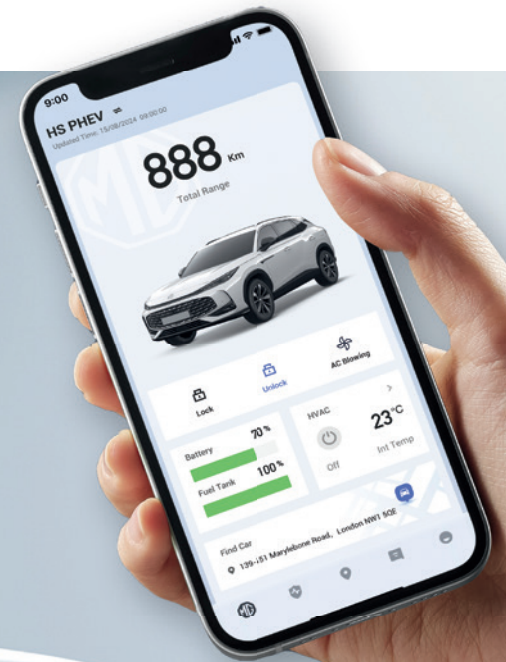 9:00
HS PHEV
Updated Time: 15/08/2024 09:00:00
888 Km
Total Range
Lock
Unlock
AC Blowing
Battery 70%
Fuel Tank 100%
HVAC
23°C
Off
Int Temp
Find Car
139-151 Marylebone Road, London NW1 5QE